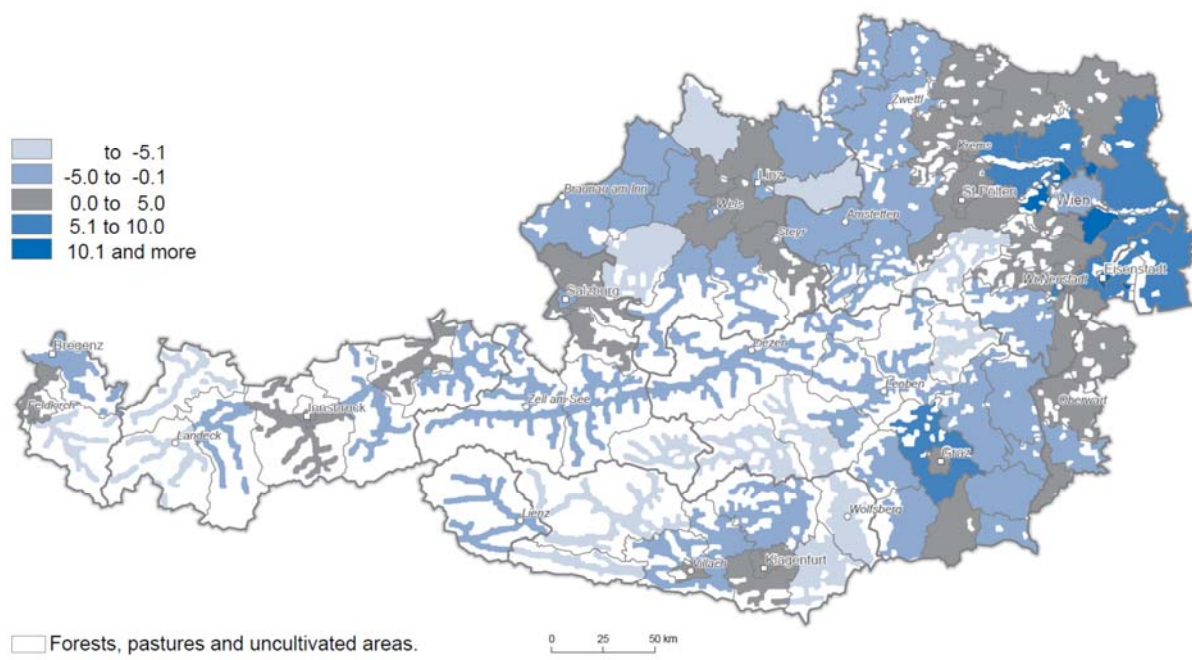 to -5.1
-5.0 to -0.1
0.0 to 5.0
5.1 to 10.0
10.1 and more
Zwettl
Krems
Linz
Braunau am Inn
St.Pölten
Wien
Wels
Amstetten
Steyr
Eisenstadt
Wr.Neustadt
Salzburg
Bregenz
Liezen
Leoben
Feldkirch
Innsbruck
Zell am See
Oberwart
Landeck
Graz
Lienz
Wolfsberg
Villach
Klagenfurt
Forests, pastures and uncultivated areas.
0 25 50 km